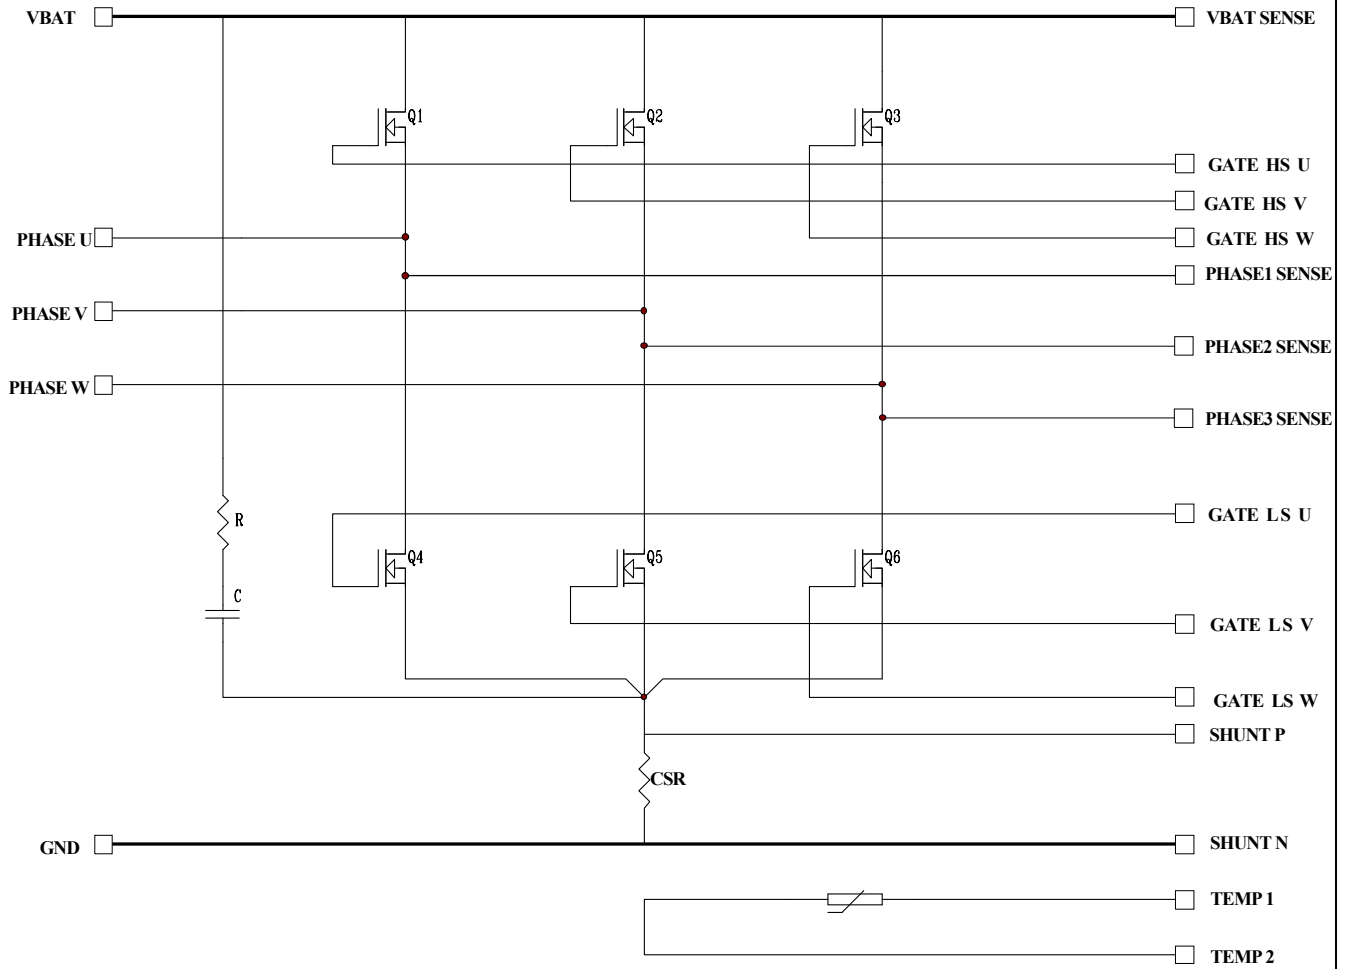 VBAT
VBAT SENSE
Q1
Q2
Q3
GATE HS U
GATE HS V
PHASE U
GATE HS W
PHASE1 SENSE
PHASE V
PHASE2 SENSE
PHASE W
PHASE3 SENSE
R
GATE LS U
Q4
Q5
Q6
C
GATE LS V
GATE LS W
SHUNT P
CSR
GND
SHUNT N
TEMP 1
TEMP 2